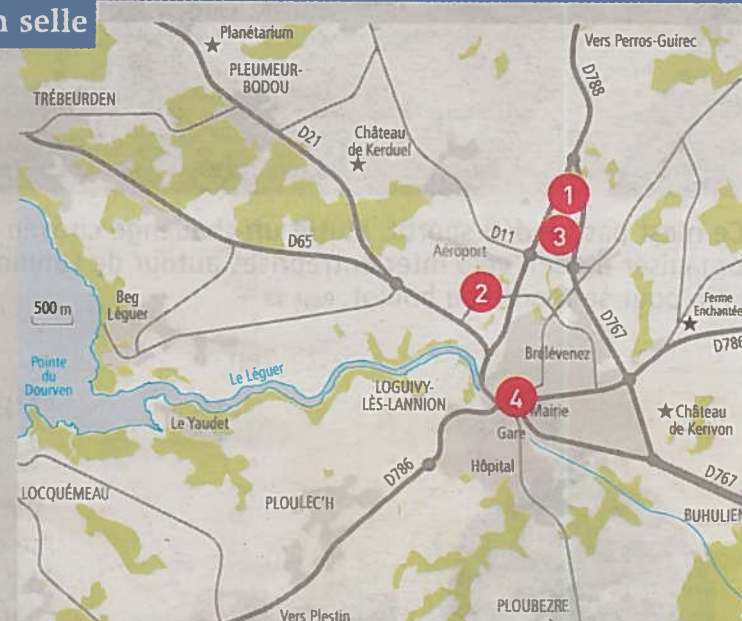 n selle
Planétarium
Vers Perros-Guirec
PLEUMEUR-
BODOU
D788
TRÉBEURDEN
D21
Château
de Kerduel
1
3
D11
Aéroport
D65
2
Beg
Léguer
500 m
D767
Ferme
Enchantée
D786
Brélévenez
Pointe
du
Dourven
Le Léguer
LOGUIVY-
LÈS-LANNION
4
Mairie
Château
de Kerivon
Le Yaudet
Gare
Hôpital
D786
D767
LOCQUÉMEAU
PLOULEC'H
BUHULIEN
PLOUBEZRE
Vers Plestin